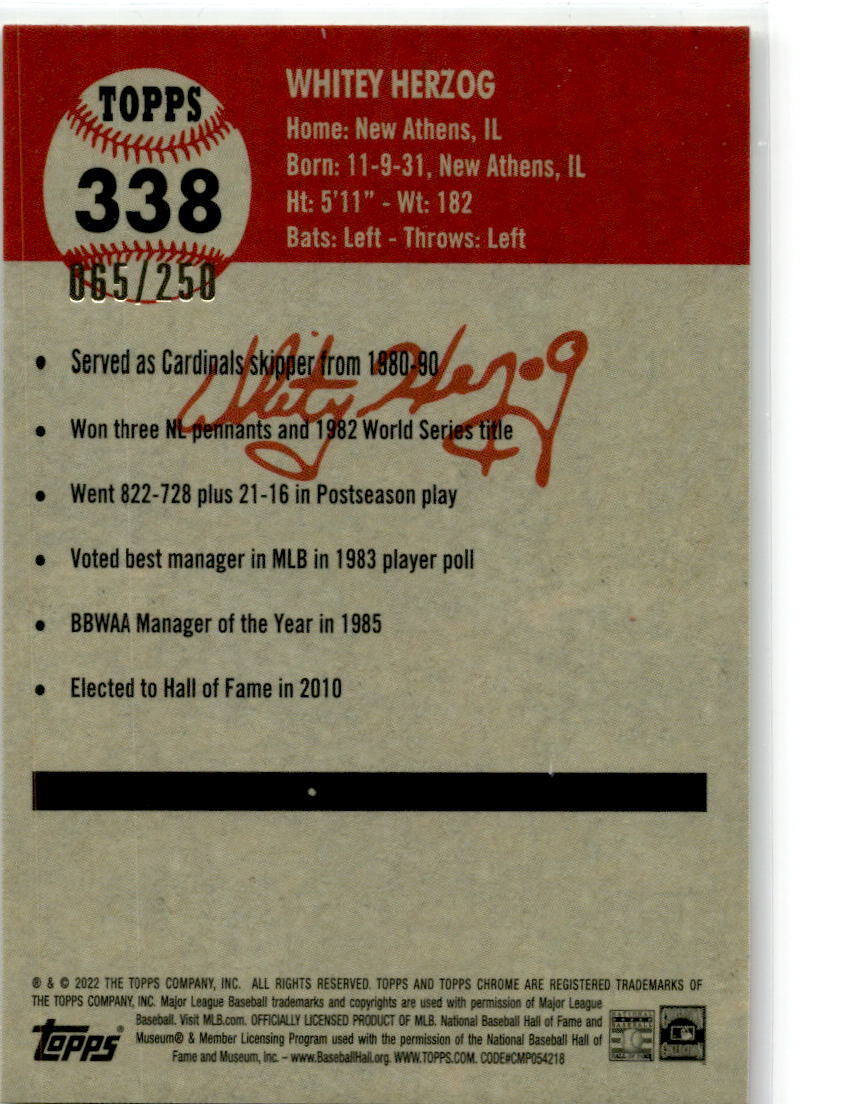 TOPPS
338
065/250
WHITEY HERZOG
Home: New Athens, IL
Born: 11-9-31, New Athens, IL
Ht: 5'11" - Wt: 182
Bats: Left - Throws: Left
• Served as Cardinals skipper from 1980-90
Whitey Herzog
• Won three NL pennants and 1982 World Series title
• Went 822-728 plus 21-16 in Postseason play
• Voted best manager in MLB in 1983 player poll
• BBWAA Manager of the Year in 1985
• Elected to Hall of Fame in 2010
® & © 2022 THE TOPPS COMPANY, INC. ALL RIGHTS RESERVED. TOPPS AND TOPPS CHROME ARE REGISTERED TRADEMARKS OF
THE TOPPS COMPANY, INC. Major League Baseball trademarks and copyrights are used with permission of Major League
Baseball. Visit MLB.com. OFFICIALLY LICENSED PRODUCT OF MLB. National Baseball Hall of Fame and
Museum® & Member Licensing Program used with the permission of the National Baseball Hall of
Fame and Museum, Inc. – www.BaseballHall.org. WWW.TOPPS.COM. CODE#CMP054218
topps®